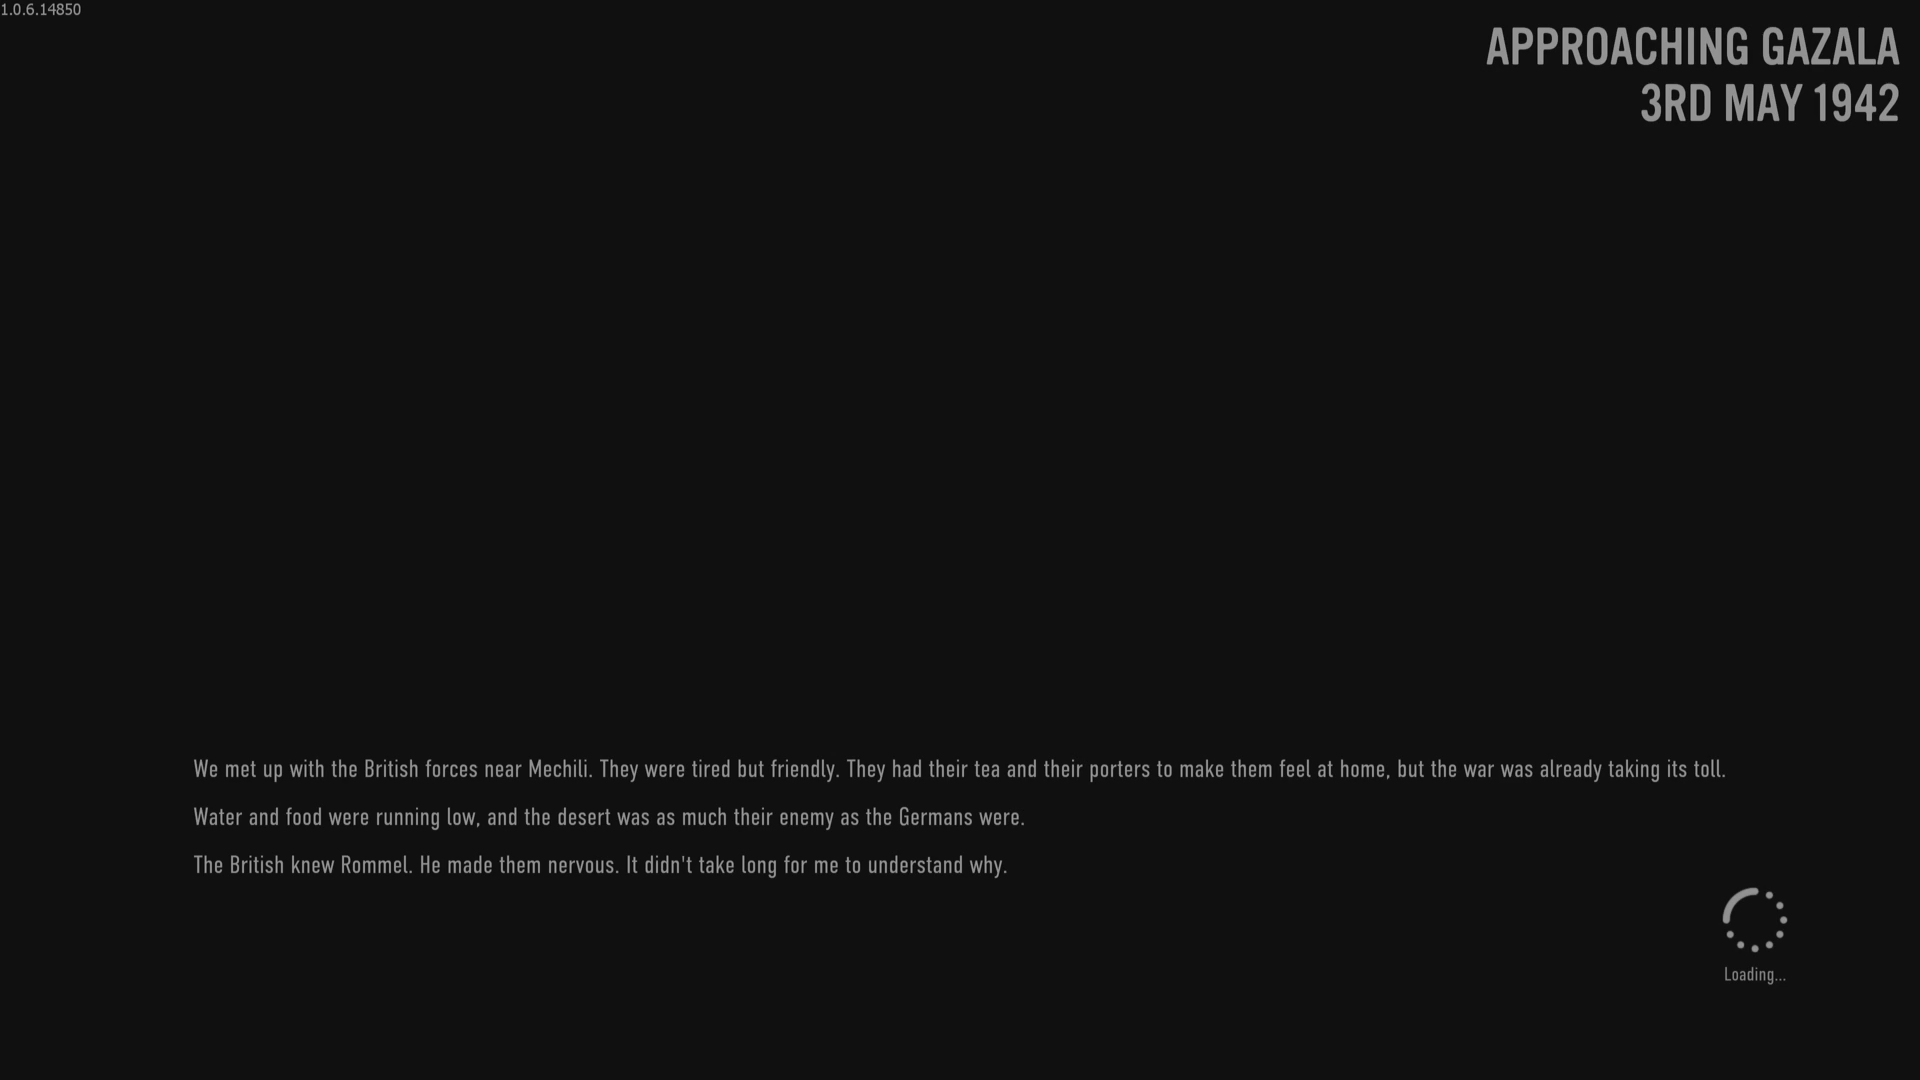 1.0.6.14850
APPROACHING GAZALA
3RD MAY 1942
We met up with the British forces near Mechili. They were tired but friendly. They had their tea and their porters to make them feel at home, but the war was already taking its toll.
Water and food were running low, and the desert was as much their enemy as the Germans were.
The British knew Rommel. He made them nervous. It didn't take long for me to understand why.
Loading...